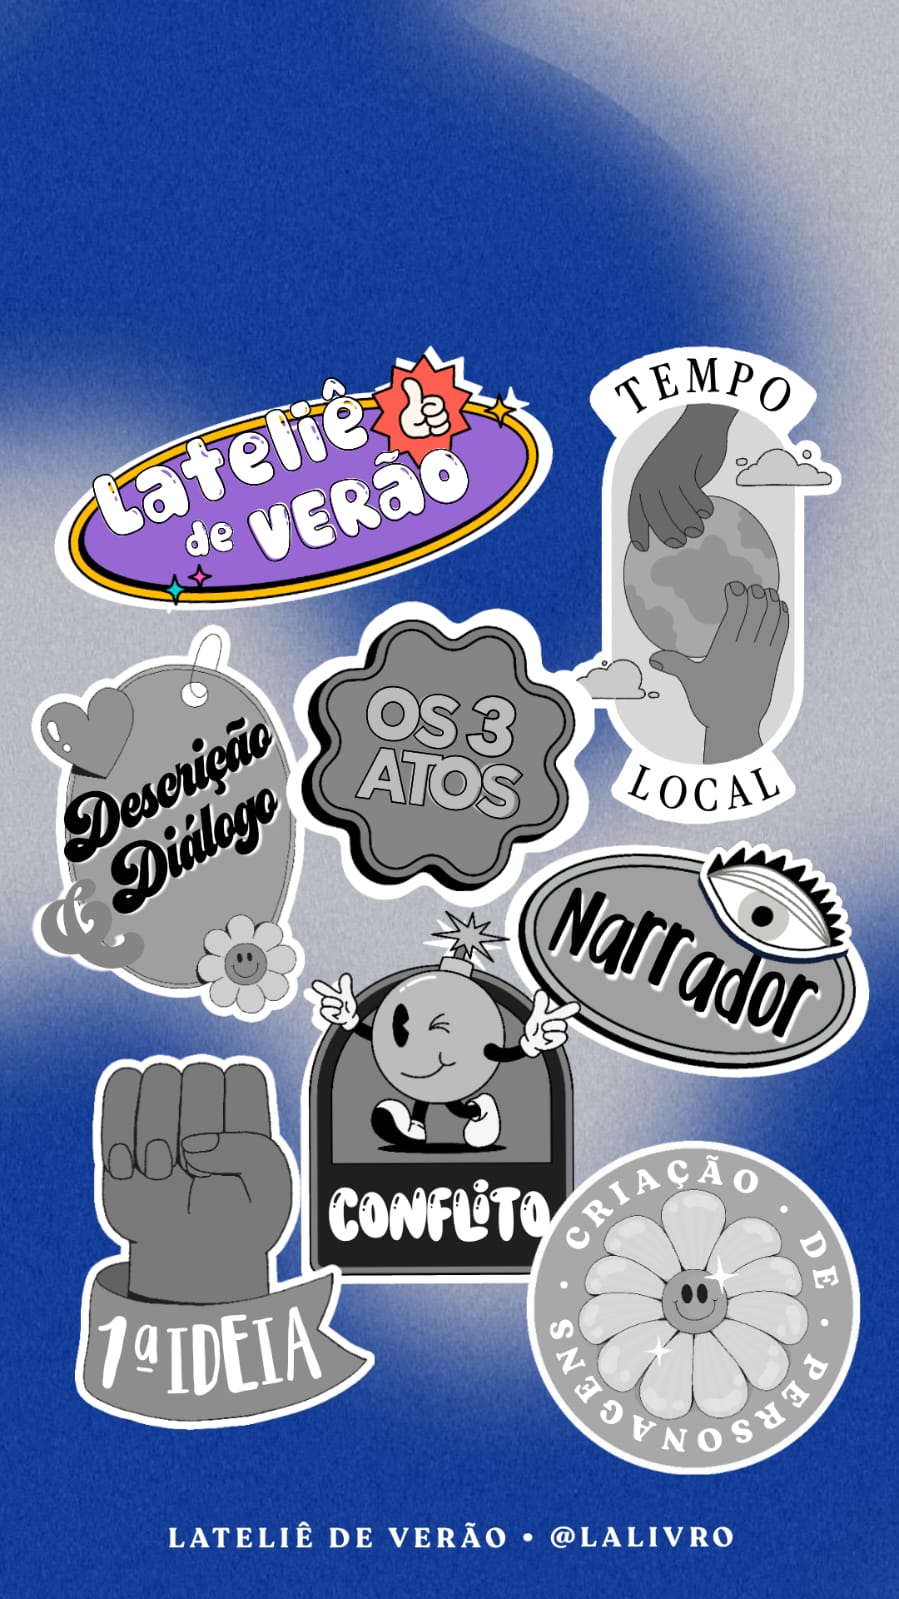 Lateliê
de VERÃO
TEMPO
LOCAL
OS 3
ATOS
Descrição
Diálogo
&
Narrador
CONFLITO
1ª IDEIA
CRIAÇÃO · DE · PERSONAGENS ·
LATELIÊ DE VERÃO • @LALIVRO